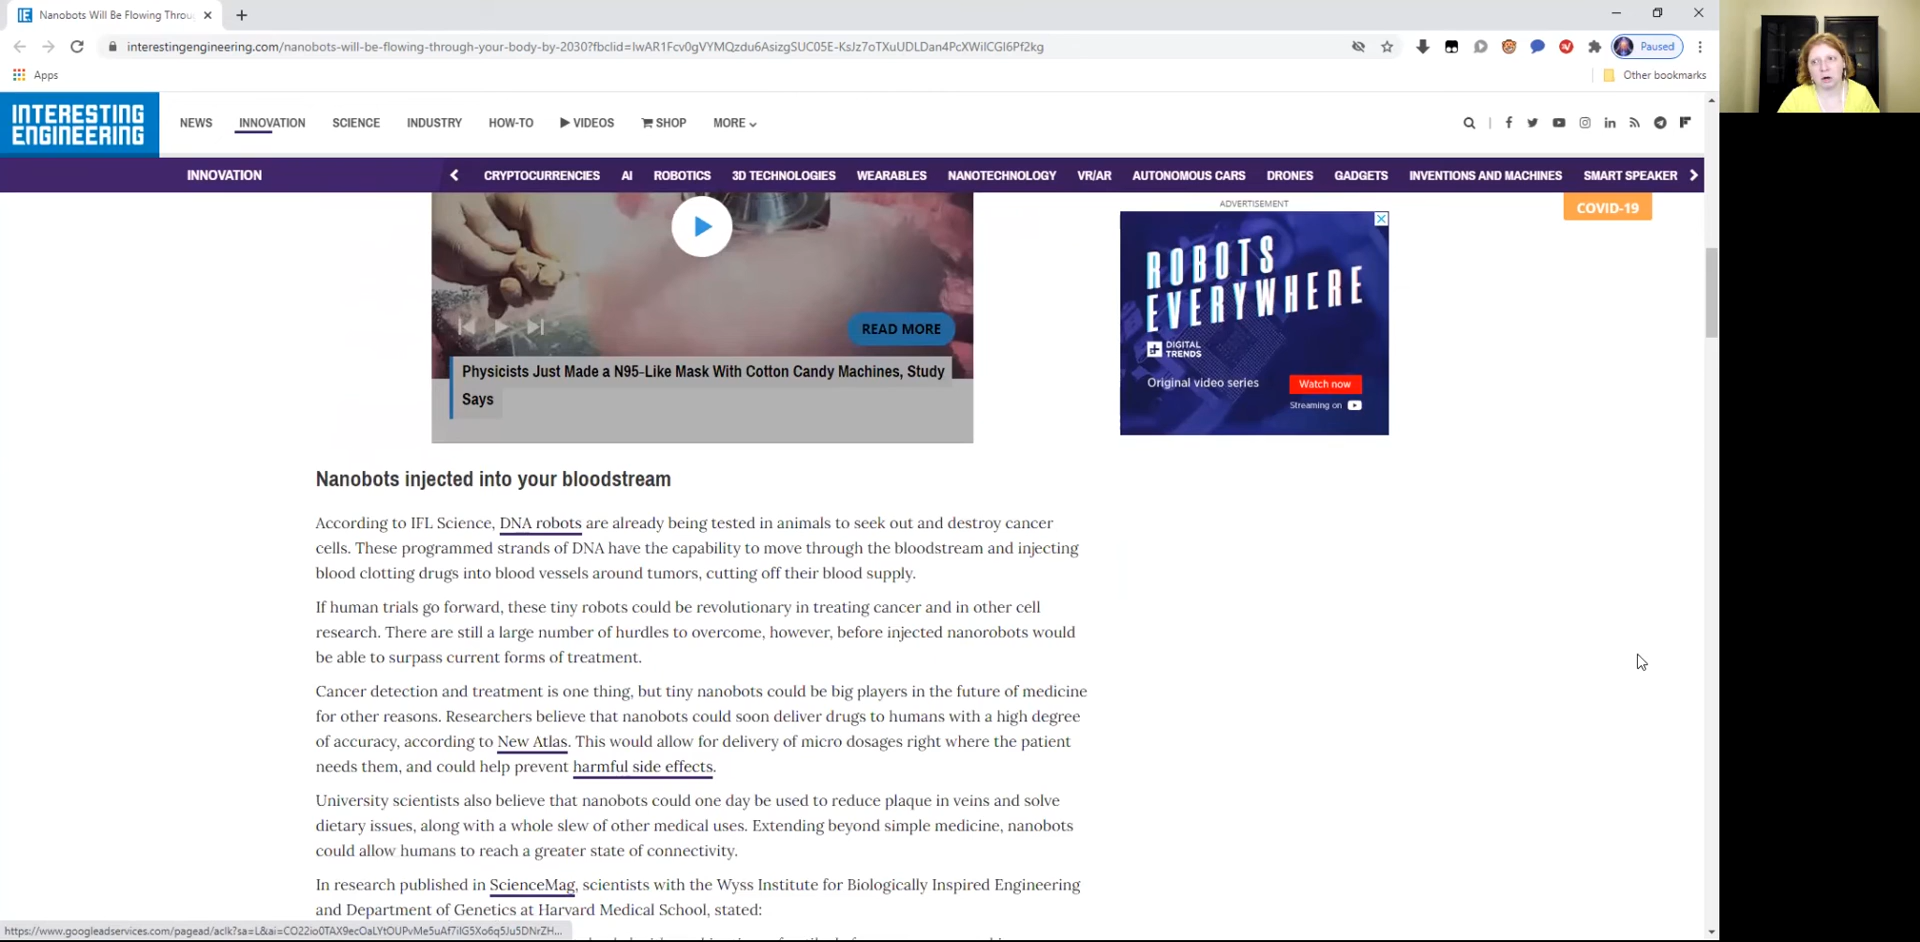 Nanobots Will Be Flowing Throu
interestingengineering.com/nanobots-will-be-flowing-through-your-body-by-2030?fbclid=IwAR1Fcv0gVYMQzdu6AsizgSUC05E-KsJz7oTXuUDLDan4PcXWilCGI6Pf2kg
Paused
Apps
Other bookmarks
INTERESTING
ENGINEERING
NEWS INNOVATION SCIENCE INDUSTRY HOW-TO VIDEOS SHOP MORE
INNOVATION CRYPTOCURRENCIES AI ROBOTICS 3D TECHNOLOGIES WEARABLES NANOTECHNOLOGY VR/AR AUTONOMOUS CARS DRONES GADGETS INVENTIONS AND MACHINES SMART SPEAKER
COVID-19
READ MORE
Physicists Just Made a N95-Like Mask With Cotton Candy Machines, Study
Says
ADVERTISEMENT
ROBOTS
EVERYWHERE
DIGITAL
TRENDS
Original video series Watch now
Streaming on
Nanobots injected into your bloodstream
According to IFL Science, DNA robots are already being tested in animals to seek out and destroy cancer
cells. These programmed strands of DNA have the capability to move through the bloodstream and injecting
blood clotting drugs into blood vessels around tumors, cutting off their blood supply.
If human trials go forward, these tiny robots could be revolutionary in treating cancer and in other cell
research. There are still a large number of hurdles to overcome, however, before injected nanorobots would
be able to surpass current forms of treatment.
Cancer detection and treatment is one thing, but tiny nanobots could be big players in the future of medicine
for other reasons. Researchers believe that nanobots could soon deliver drugs to humans with a high degree
of accuracy, according to New Atlas. This would allow for delivery of micro dosages right where the patient
needs them, and could help prevent harmful side effects.
University scientists also believe that nanobots could one day be used to reduce plaque in veins and solve
dietary issues, along with a whole slew of other medical uses. Extending beyond simple medicine, nanobots
could allow humans to reach a greater state of connectivity.
In research published in ScienceMag, scientists with the Wyss Institute for Biologically Inspired Engineering
and Department of Genetics at Harvard Medical School, stated:
https://www.googleadservices.com/pagead/aclk?sa=L&ai=CO22io0TAX9ecOaLYtOUPvMe5uAf7iIG5Xo6q5Ju5DNrZH...